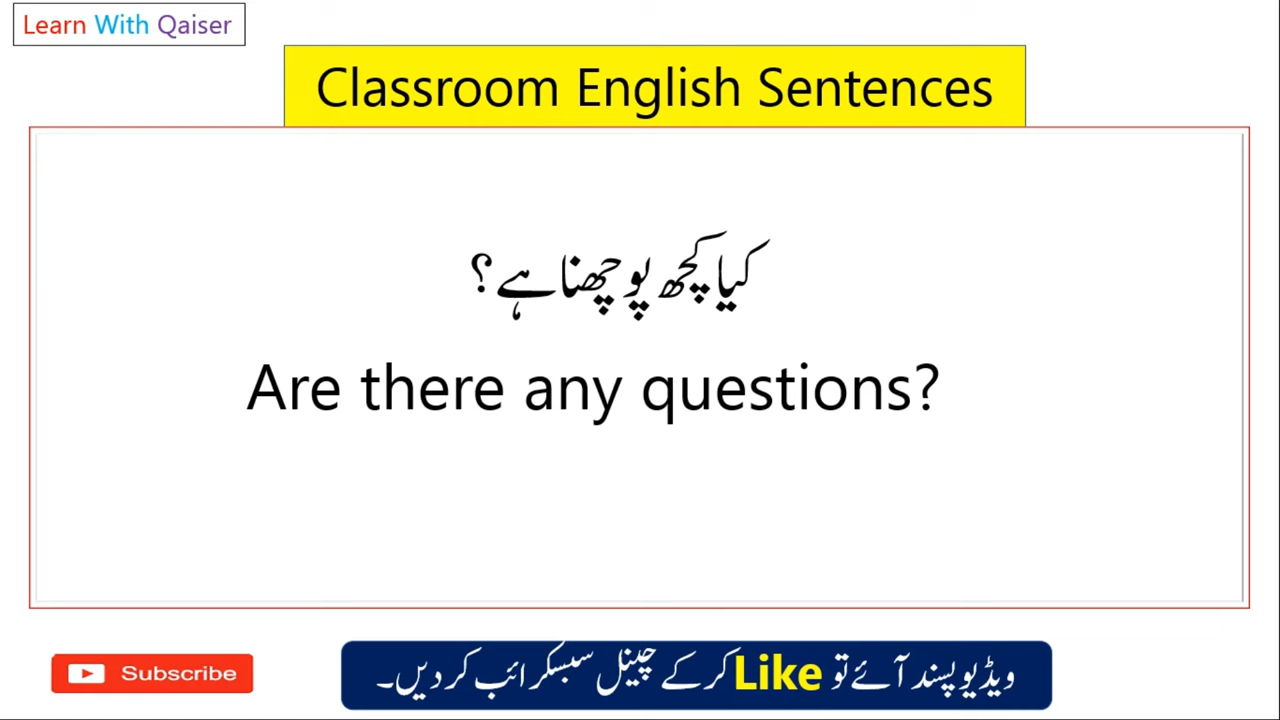 Learn With Qaiser
Classroom English Sentences
کیا کچھ پوچھنا ہے؟
Are there any questions?
Subscribe
ویڈیو پسند آئے تو Like کر کے چینل سبسکرائب کر دیں۔